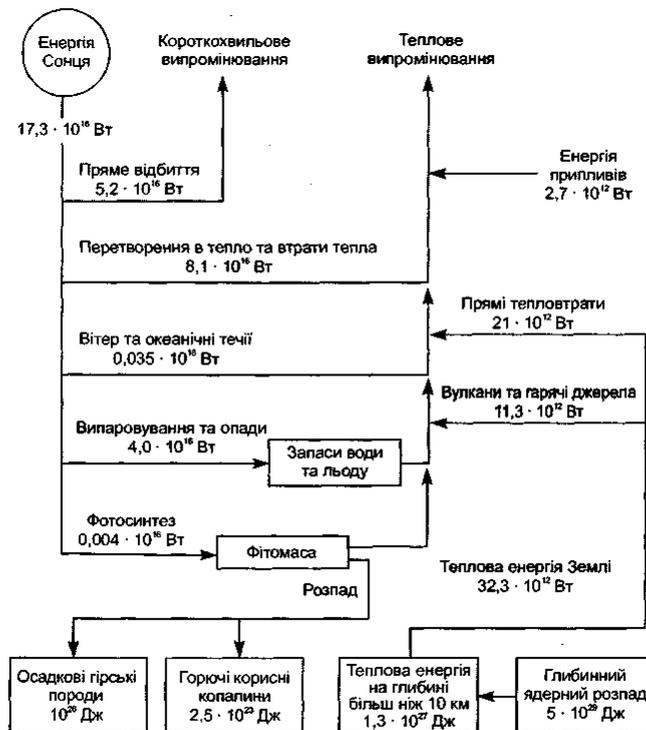 Енергія
Сонця
Короткохвильове
випромінювання
Теплове
випромінювання
17,3 · 10¹⁶ Вт
Пряме відбиття
5,2 · 10¹⁶ Вт
Енергія
припливів
2,7 · 10¹² Вт
Перетворення в тепло та втрати тепла
8,1 · 10¹⁶ Вт
Прямі тепловтрати
21 · 10¹² Вт
Вітер та океанічні течії
0,035 · 10¹⁶ Вт
Вулкани та гарячі джерела
11,3 · 10¹² Вт
Випаровування та опади
4,0 · 10¹⁶ Вт
Запаси води
та льоду
Фотосинтез
0,004 · 10¹⁶ Вт
Фітомаса
Теплова енергія Землі
32,3 · 10¹² Вт
Розпад
Осадкові гірські
породи
10²⁸ Дж
Горючі корисні
копалини
2,5 · 10²³ Дж
Теплова енергія
на глибині
більш ніж 10 км
1,3 · 10²⁷ Дж
Глибинний
ядерний розпад
5 · 10²⁹ Дж